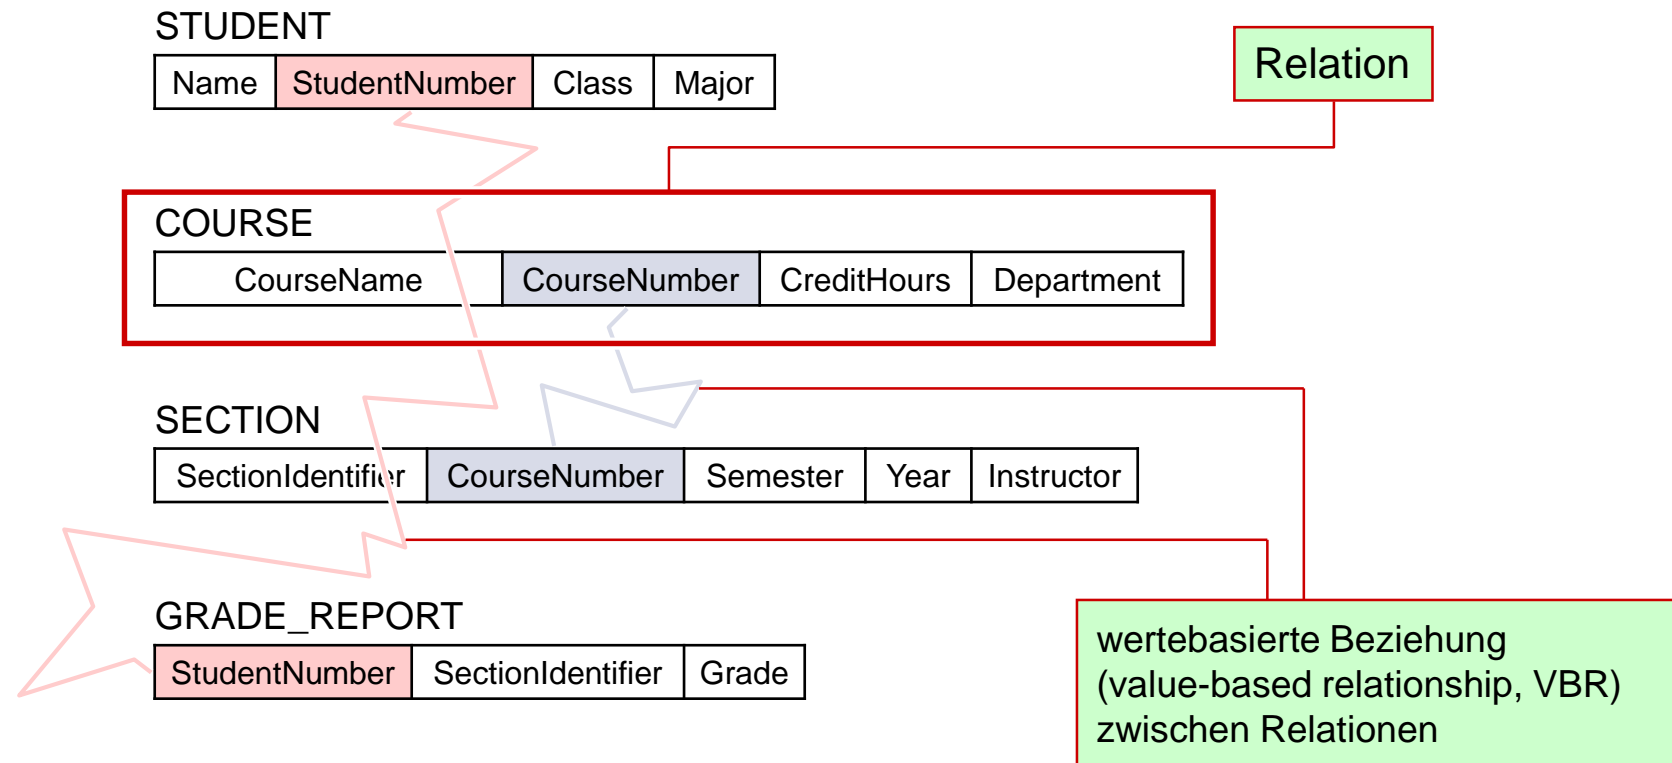 STUDENT
Relation
Name StudentNumber Class Major
COURSE
CourseName CourseNumber CreditHours Department
SECTION
SectionIdentifier CourseNumber Semester Year Instructor
GRADE_REPORT
StudentNumber SectionIdentifier Grade
wertebasierte Beziehung
(value-based relationship, VBR)
zwischen Relationen